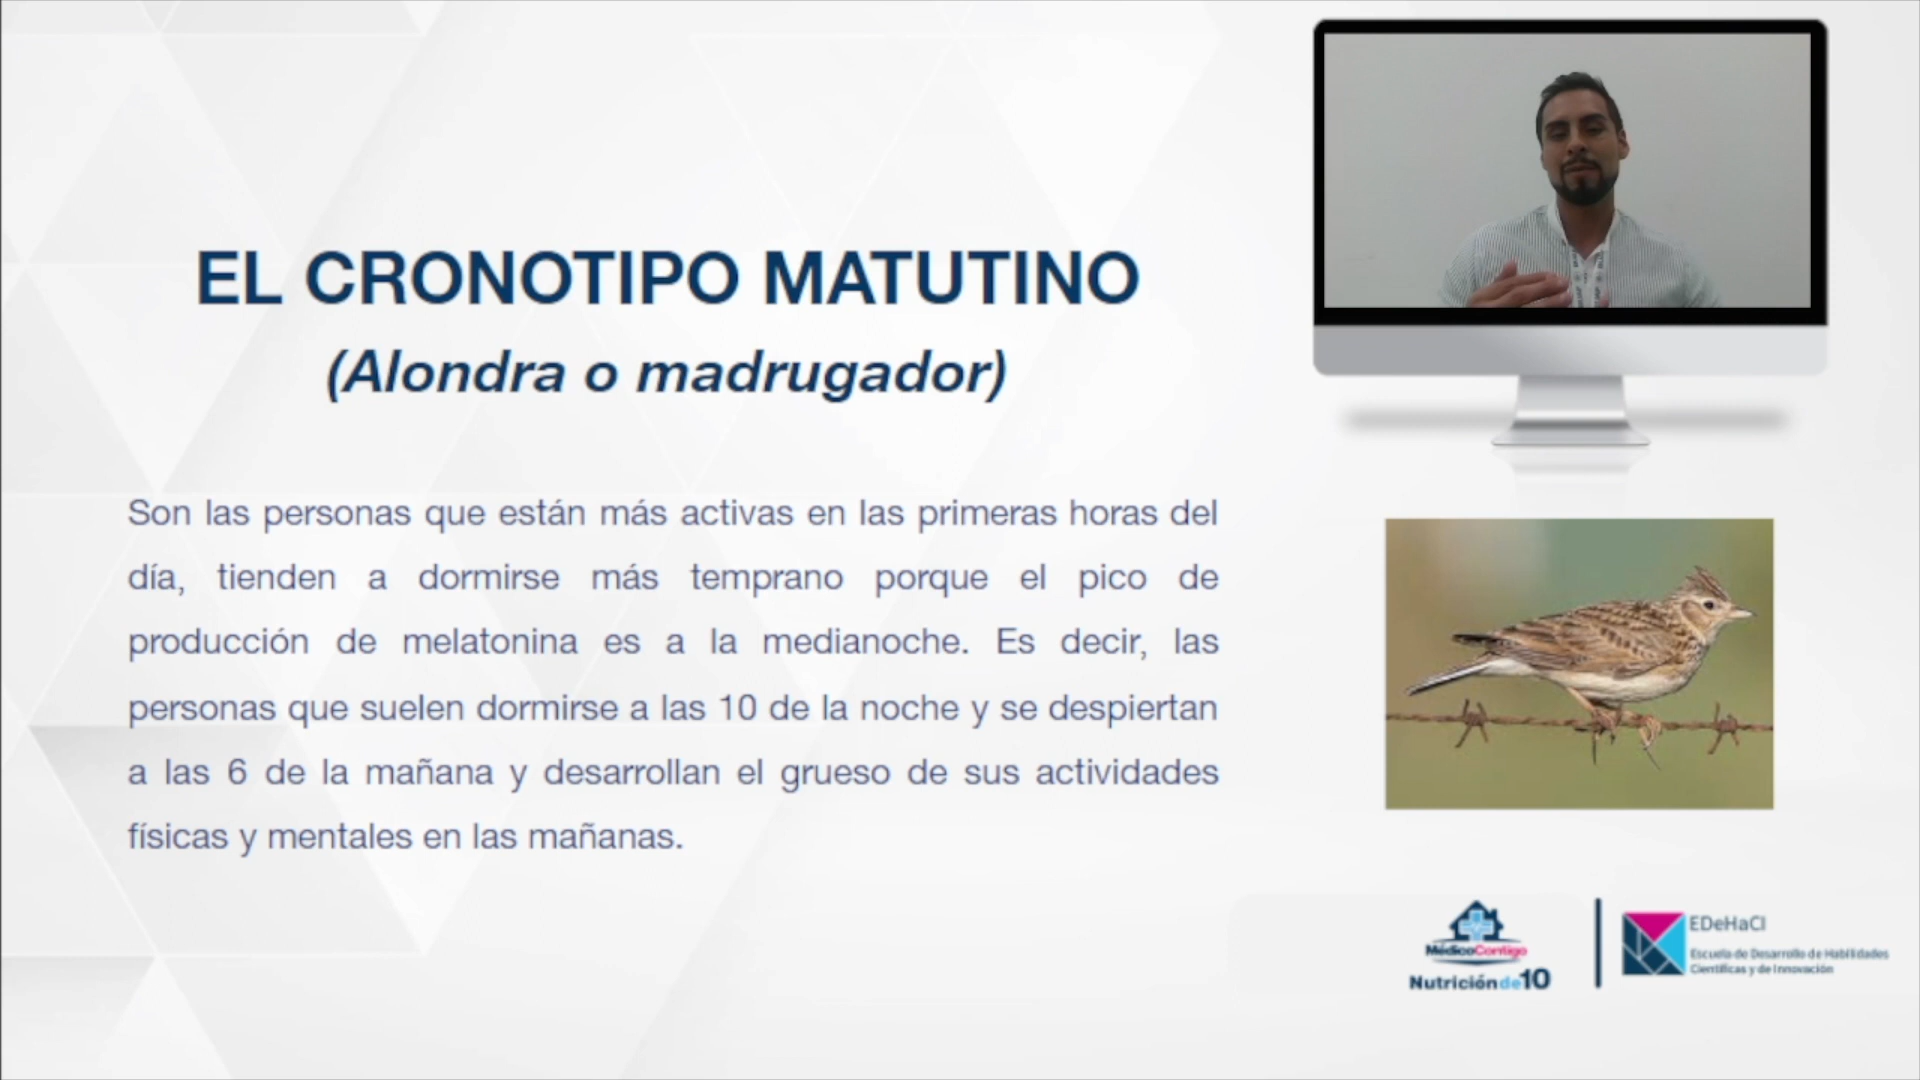 EL CRONOTIPO MATUTINO
(Alondra o madrugador)
Son las personas que están más activas en las primeras horas del
día, tienden a dormirse más temprano porque el pico de
producción de melatonina es a la medianoche. Es decir, las
personas que suelen dormirse a las 10 de la noche y se despiertan
a las 6 de la mañana y desarrollan el grueso de sus actividades
físicas y mentales en las mañanas.
MédicoContigo
Nutriciónde10
EDeHaCI
Escuela de Desarrollo de Habilidades
Científicas y de Innovación